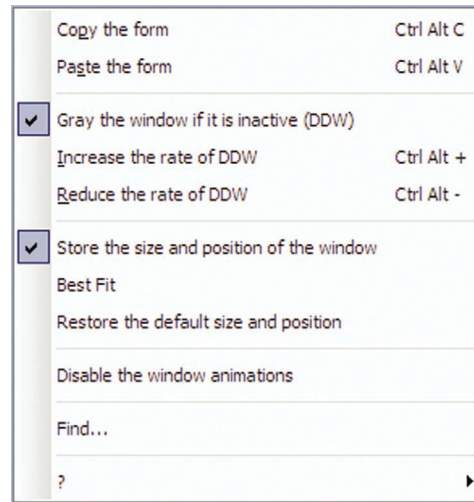 Copy the form Ctrl Alt C
Paste the form Ctrl Alt V
Gray the window if it is inactive (DDW)
Increase the rate of DDW Ctrl Alt +
Reduce the rate of DDW Ctrl Alt -
Store the size and position of the window
Best Fit
Restore the default size and position
Disable the window animations
Find...
?